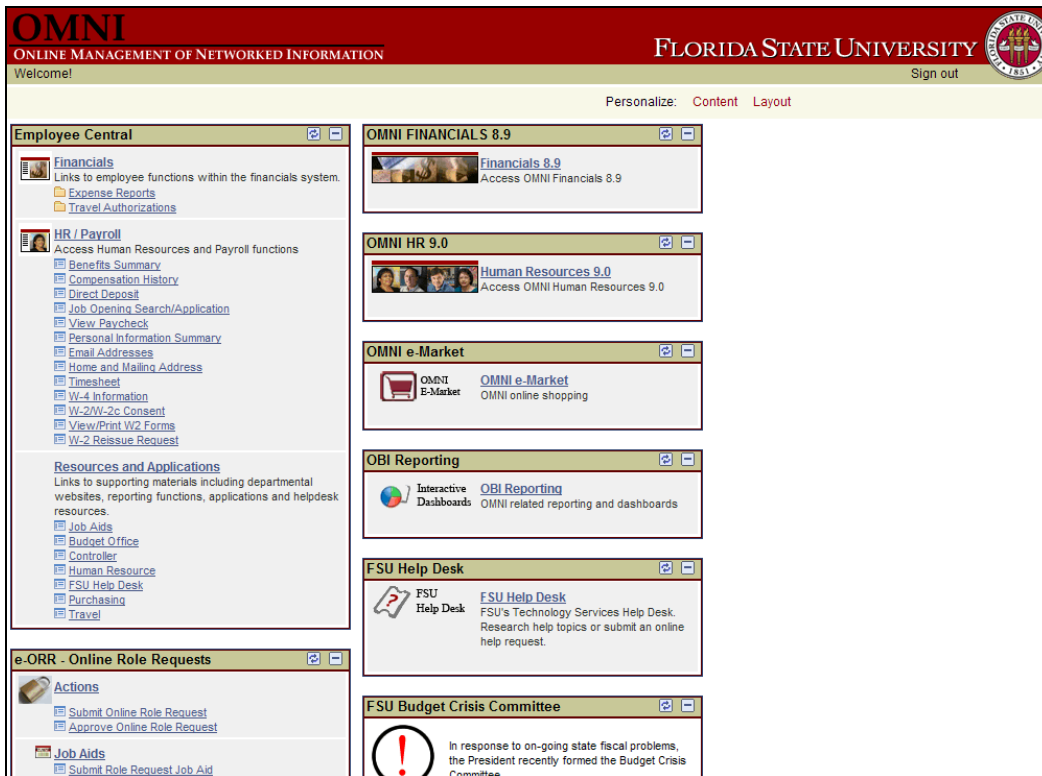 OMNI
ONLINE MANAGEMENT OF NETWORKED INFORMATION
FLORIDA STATE UNIVERSITY
Welcome!
Sign out
Personalize: Content Layout
Employee Central
Financials
Links to employee functions within the financials system.
Expense Reports
Travel Authorizations
HR / Payroll
Access Human Resources and Payroll functions
Benefits Summary
Compensation History
Direct Deposit
Job Opening Search/Application
View Paycheck
Personal Information Summary
Email Addresses
Home and Mailing Address
Timesheet
W-4 Information
W-2/W-2c Consent
View/Print W2 Forms
W-2 Reissue Request
Resources and Applications
Links to supporting materials including departmental
websites, reporting functions, applications and helpdesk
resources.
Job Aids
Budget Office
Controller
Human Resource
FSU Help Desk
Purchasing
Travel
e-ORR - Online Role Requests
Actions
Submit Online Role Request
Approve Online Role Request
Job Aids
Submit Role Request Job Aid
OMNI FINANCIALS 8.9
Financials 8.9
Access OMNI Financials 8.9
OMNI HR 9.0
Human Resources 9.0
Access OMNI Human Resources 9.0
OMNI e-Market
OMNI
E-Market
OMNI e-Market
OMNI online shopping
OBI Reporting
Interactive
Dashboards
OBI Reporting
OMNI related reporting and dashboards
FSU Help Desk
FSU
Help Desk
FSU Help Desk
FSU's Technology Services Help Desk.
Research help topics or submit an online
help request.
FSU Budget Crisis Committee
In response to on-going state fiscal problems,
the President recently formed the Budget Crisis
Committee